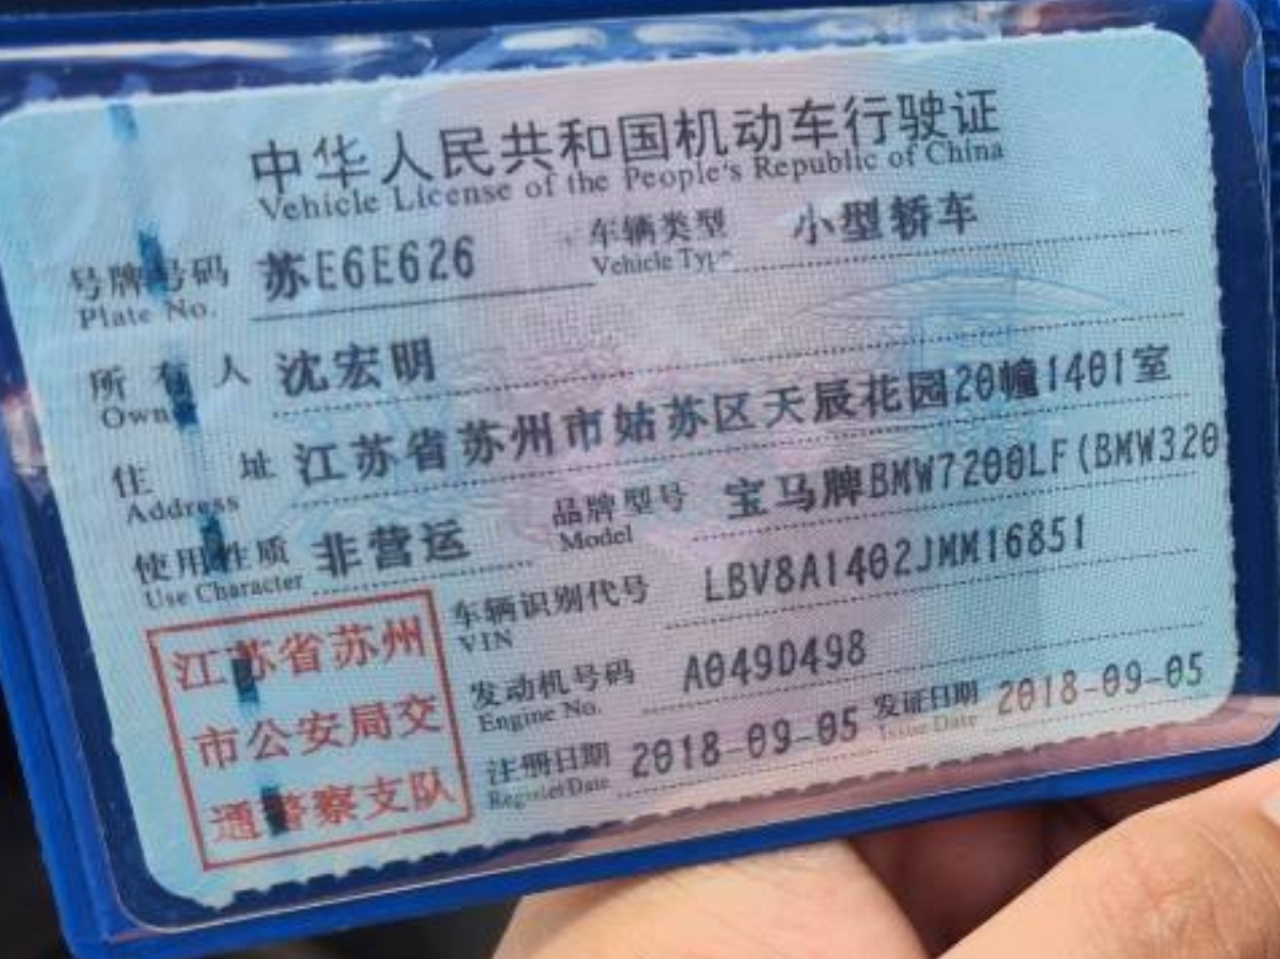 中华人民共和国机动车行驶证
Vehicle License of the People's Republic of China
号牌号码 苏E6E626 车辆类型 小型轿车
Plate No. Vehicle Type
所有人 沈宏明
Owner
住址 江苏省苏州市姑苏区天辰花园20幢1401室
Address
使用性质 非营运 品牌型号 宝马牌BMW7200LF(BMW320
Use Character Model
车辆识别代号 LBV8A1402JMM16851
VIN
发动机号码 A049D498
Engine No.
注册日期 2018-09-05 发证日期 2018-09-05
Register Date Issue Date
江苏省苏州
市公安局交
通警察支队